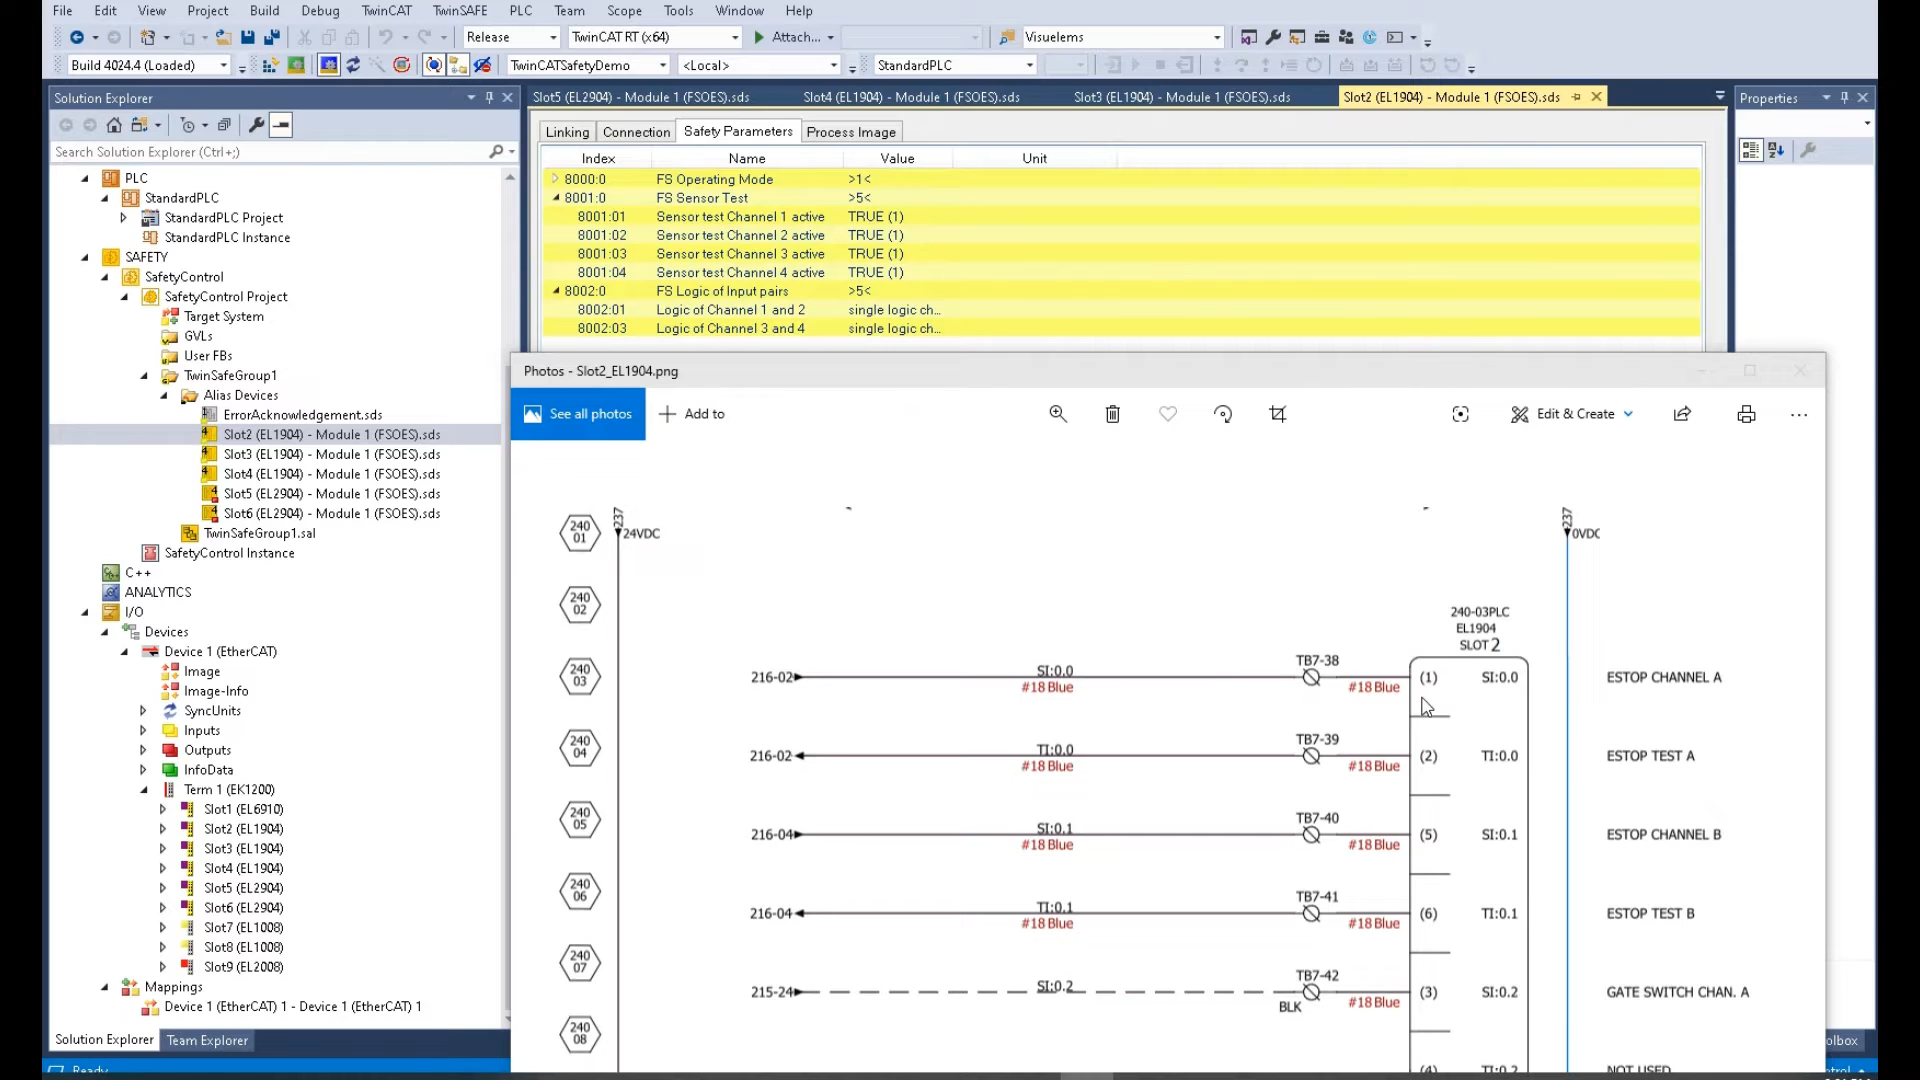 File Edit View Project Build Debug TwinCAT TwinSAFE PLC Team Scope Tools Window Help
Release TwinCAT RT (x64) Attach... Visuelems
Build 4024.4 (Loaded) TwinCATSafetyDemo <Local> StandardPLC
Solution Explorer
Search Solution Explorer (Ctrl+;)
PLC
StandardPLC
StandardPLC Project
StandardPLC Instance
SAFETY
SafetyControl
SafetyControl Project
Target System
GVLs
User FBs
TwinSafeGroup1
Alias Devices
ErrorAcknowledgement.sds
Slot2 (EL1904) - Module 1 (FSOES).sds
Slot3 (EL1904) - Module 1 (FSOES).sds
Slot4 (EL1904) - Module 1 (FSOES).sds
Slot5 (EL2904) - Module 1 (FSOES).sds
Slot6 (EL2904) - Module 1 (FSOES).sds
TwinSafeGroup1.sal
SafetyControl Instance
C++
ANALYTICS
I/O
Devices
Device 1 (EtherCAT)
Image
Image-Info
SyncUnits
Inputs
Outputs
InfoData
Term 1 (EK1200)
Slot1 (EL6910)
Slot2 (EL1904)
Slot3 (EL1904)
Slot4 (EL1904)
Slot5 (EL2904)
Slot6 (EL2904)
Slot7 (EL1008)
Slot8 (EL1008)
Slot9 (EL2008)
Mappings
Device 1 (EtherCAT) 1 - Device 1 (EtherCAT) 1
Solution Explorer Team Explorer
Ready
Slot5 (EL2904) - Module 1 (FSOES).sds Slot4 (EL1904) - Module 1 (FSOES).sds Slot3 (EL1904) - Module 1 (FSOES).sds Slot2 (EL1904) - Module 1 (FSOES).sds
Linking Connection Safety Parameters Process Image
Index Name Value Unit
8000:0 FS Operating Mode >1<
8001:0 FS Sensor Test >5<
8001:01 Sensor test Channel 1 active TRUE (1)
8001:02 Sensor test Channel 2 active TRUE (1)
8001:03 Sensor test Channel 3 active TRUE (1)
8001:04 Sensor test Channel 4 active TRUE (1)
8002:0 FS Logic of Input pairs >5<
8002:01 Logic of Channel 1 and 2 single logic ch...
8002:03 Logic of Channel 3 and 4 single logic ch...
Properties
Photos - Slot2_EL1904.png
See all photos Add to Edit & Create
237 237
240 01 24VDC 0VDC
240 02
240-03PLC
EL1904
SLOT 2
240 03 216-02 SI:0.0 #18 Blue TB7-38 #18 Blue (1) SI:0.0 ESTOP CHANNEL A
240 04 216-02 TI:0.0 #18 Blue TB7-39 #18 Blue (2) TI:0.0 ESTOP TEST A
240 05 216-04 SI:0.1 #18 Blue TB7-40 #18 Blue (5) SI:0.1 ESTOP CHANNEL B
240 06 216-04 TI:0.1 #18 Blue TB7-41 #18 Blue (6) TI:0.1 ESTOP TEST B
240 07 215-24 SI:0.2 TB7-42 BLK #18 Blue (3) SI:0.2 GATE SWITCH CHAN. A
240 08 (4) TI:0.2 NOT USED